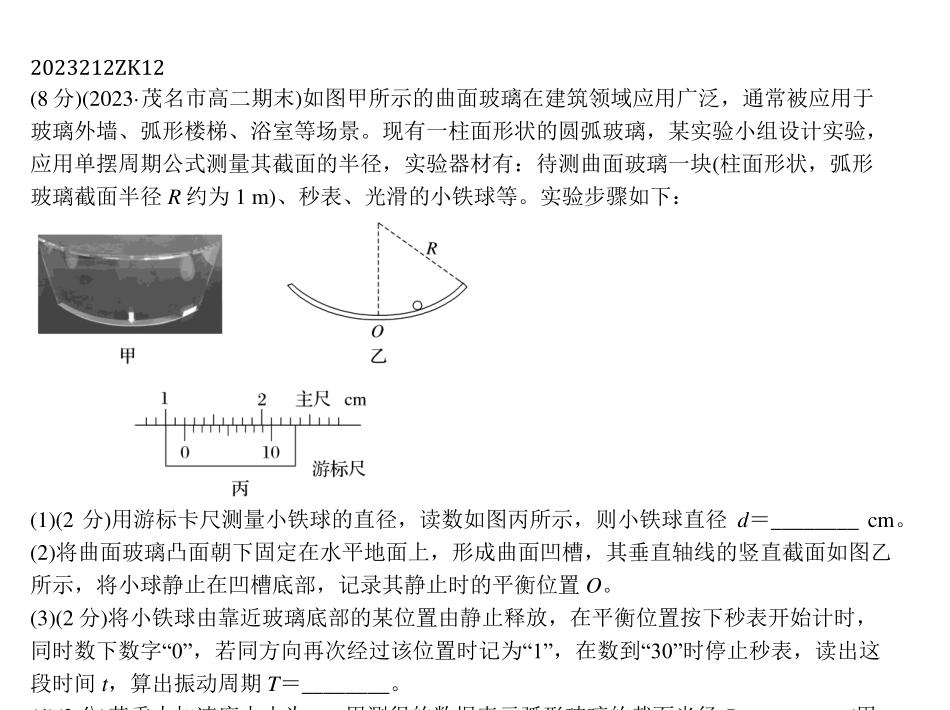 2023212ZK12
(8 分)(2023·茂名市高二期末)如图甲所示的曲面玻璃在建筑领域应用广泛，通常被应用于
玻璃外墙、弧形楼梯、浴室等场景。现有一柱面形状的圆弧玻璃，某实验小组设计实验，
应用单摆周期公式测量其截面的半径，实验器材有：待测曲面玻璃一块(柱面形状，弧形
玻璃截面半径 R 约为 1 m)、秒表、光滑的小铁球等。实验步骤如下：
R
O
甲
乙
1 2 主尺 cm
0 10
游标尺
丙
(1)(2 分)用游标卡尺测量小铁球的直径，读数如图丙所示，则小铁球直径 d＝________ cm。
(2)将曲面玻璃凸面朝下固定在水平地面上，形成曲面凹槽，其垂直轴线的竖直截面如图乙
所示，将小球静止在凹槽底部，记录其静止时的平衡位置 O。
(3)(2 分)将小铁球由靠近玻璃底部的某位置由静止释放，在平衡位置按下秒表开始计时，
同时数下数字“0”，若同方向再次经过该位置时记为“1”，在数到“30”时停止秒表，读出这
段时间 t，算出振动周期 T＝________。